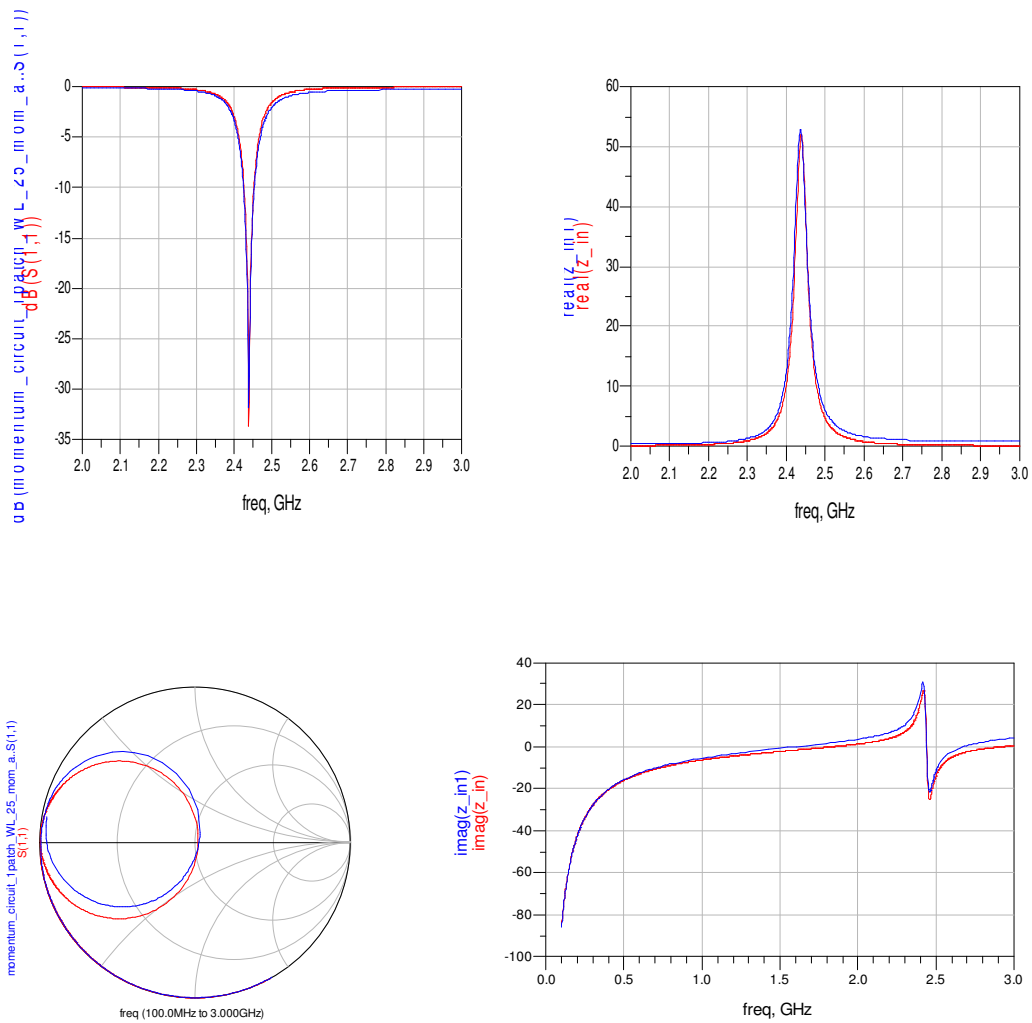 dB(S(1,1))
0
-5
-10
-15
-20
-25
-30
-35
2.0 2.1 2.2 2.3 2.4 2.5 2.6 2.7 2.8 2.9 3.0
freq, GHz
real(z_in1)
real(z_in)
60
50
40
30
20
10
0
2.0 2.1 2.2 2.3 2.4 2.5 2.6 2.7 2.8 2.9 3.0
freq, GHz
momentum_circuit_1patch_WL_25_mom_a..S(1,1)
S(1,1)
freq (100.0MHz to 3.000GHz)
imag(z_in1)
imag(z_in)
40
20
0
-20
-40
-60
-80
-100
0.0 0.5 1.0 1.5 2.0 2.5 3.0
freq, GHz